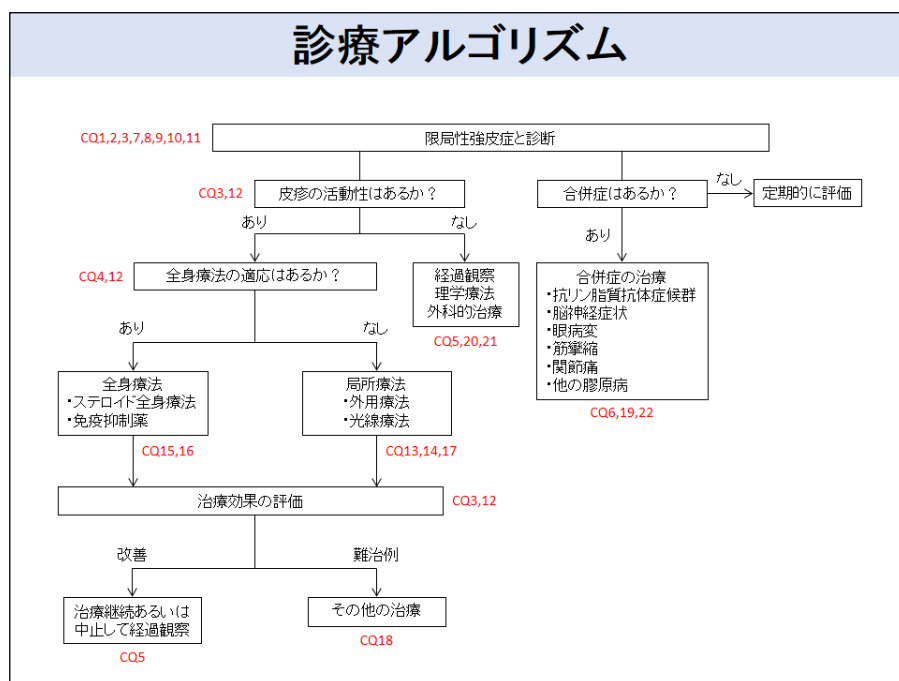 診療アルゴリズム
CQ1,2,3,7,8,9,10,11
限局性強皮症と診断
CQ3,12
皮疹の活動性はあるか？
合併症はあるか？
なし
定期的に評価
あり
なし
あり
CQ4,12
全身療法の適応はあるか？
経過観察
理学療法
外科的治療
CQ5,20,21
合併症の治療
・抗リン脂質抗体症候群
・脳神経症状
・眼病変
・筋攣縮
・関節痛
・他の膠原病
CQ6,19,22
あり
なし
全身療法
・ステロイド全身療法
・免疫抑制薬
CQ15,16
局所療法
・外用療法
・光線療法
CQ13,14,17
治療効果の評価
CQ3,12
改善
難治例
治療継続あるいは
中止して経過観察
CQ5
その他の治療
CQ18